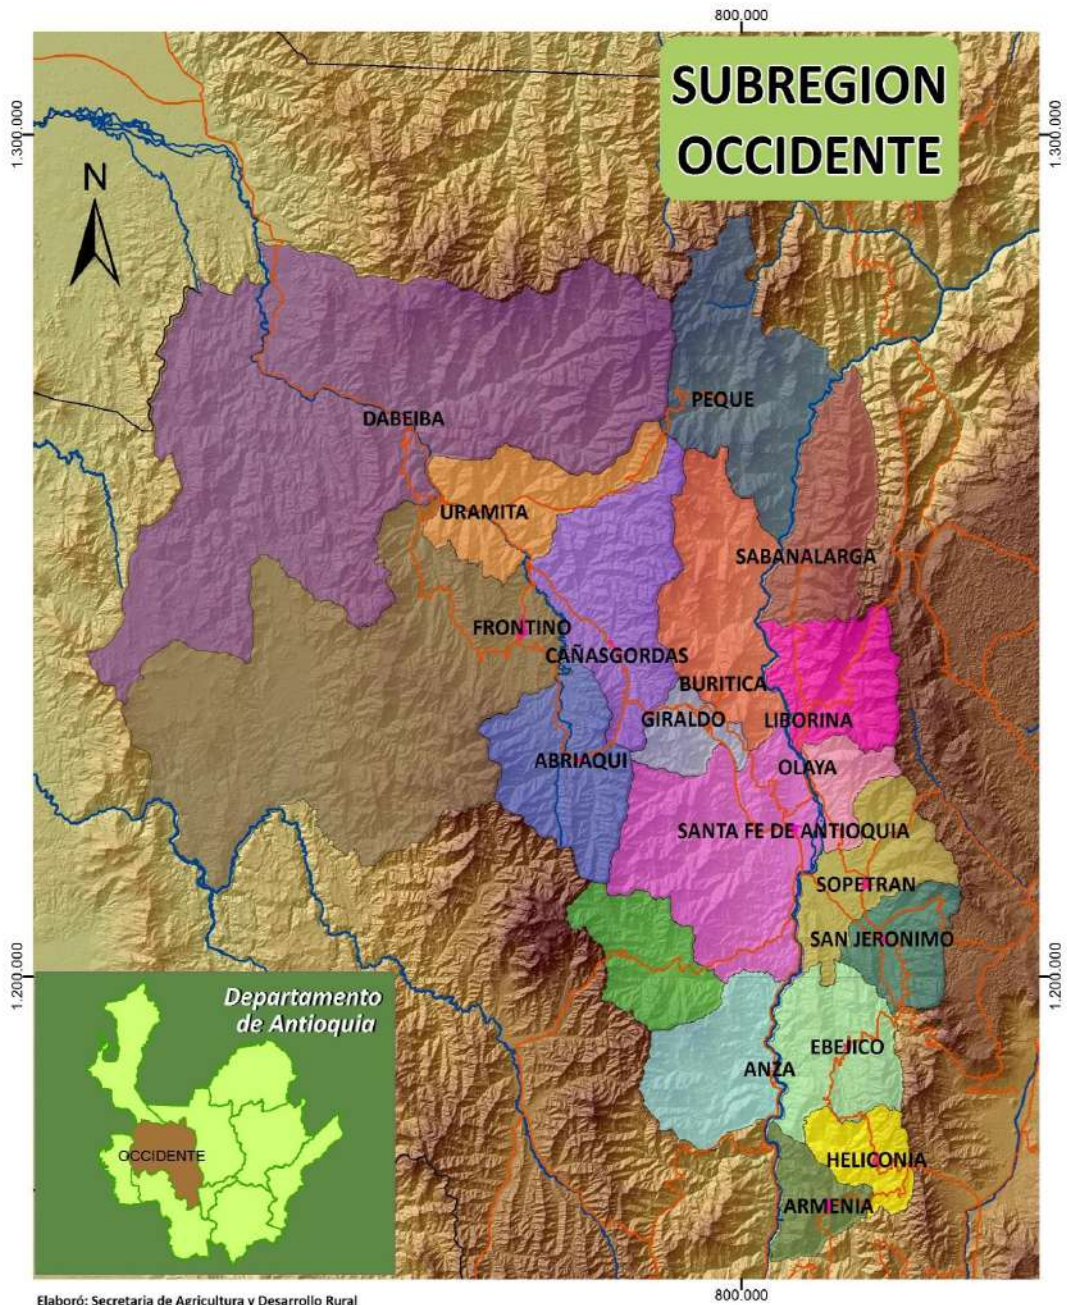 800.000
SUBREGION
OCCIDENTE
1.300.000
1.300.000
N
DABEIBA
PEQUE
URAMITA
SABANALARGA
FRONTINO
CAÑASGORDAS
BURITICA
GIRALDO
LIBORINA
ABRIAQUI
OLAYA
SANTA FE DE ANTIOQUIA
SOPETRAN
SAN JERONIMO
1.200.000
1.200.000
Departamento
de Antioquia
EBEJICO
ANZA
OCCIDENTE
HELICONIA
ARMENIA
800.000
Elaboró: Secretaria de Agricultura y Desarrollo Rural